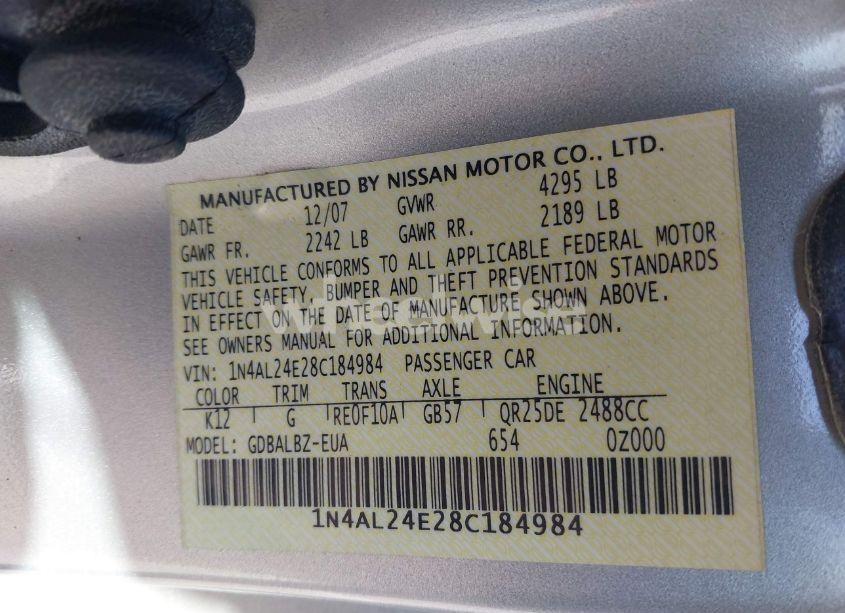 MANUFACTURED BY NISSAN MOTOR CO., LTD.
DATE 12/07 GVWR 4295 LB
GAWR FR. 2242 LB GAWR RR. 2189 LB
THIS VEHICLE CONFORMS TO ALL APPLICABLE FEDERAL MOTOR
VEHICLE SAFETY, BUMPER AND THEFT PREVENTION STANDARDS
IN EFFECT ON THE DATE OF MANUFACTURE SHOWN ABOVE.
SEE OWNERS MANUAL FOR ADDITIONAL INFORMATION.
VIN: 1N4AL24E28C184984 PASSENGER CAR
COLOR TRIM TRANS AXLE ENGINE
K12 G RE0F10A GB57 QR25DE 2488CC
MODEL: GDBALBZ-EUA 654 0Z000
1N4AL24E28C184984